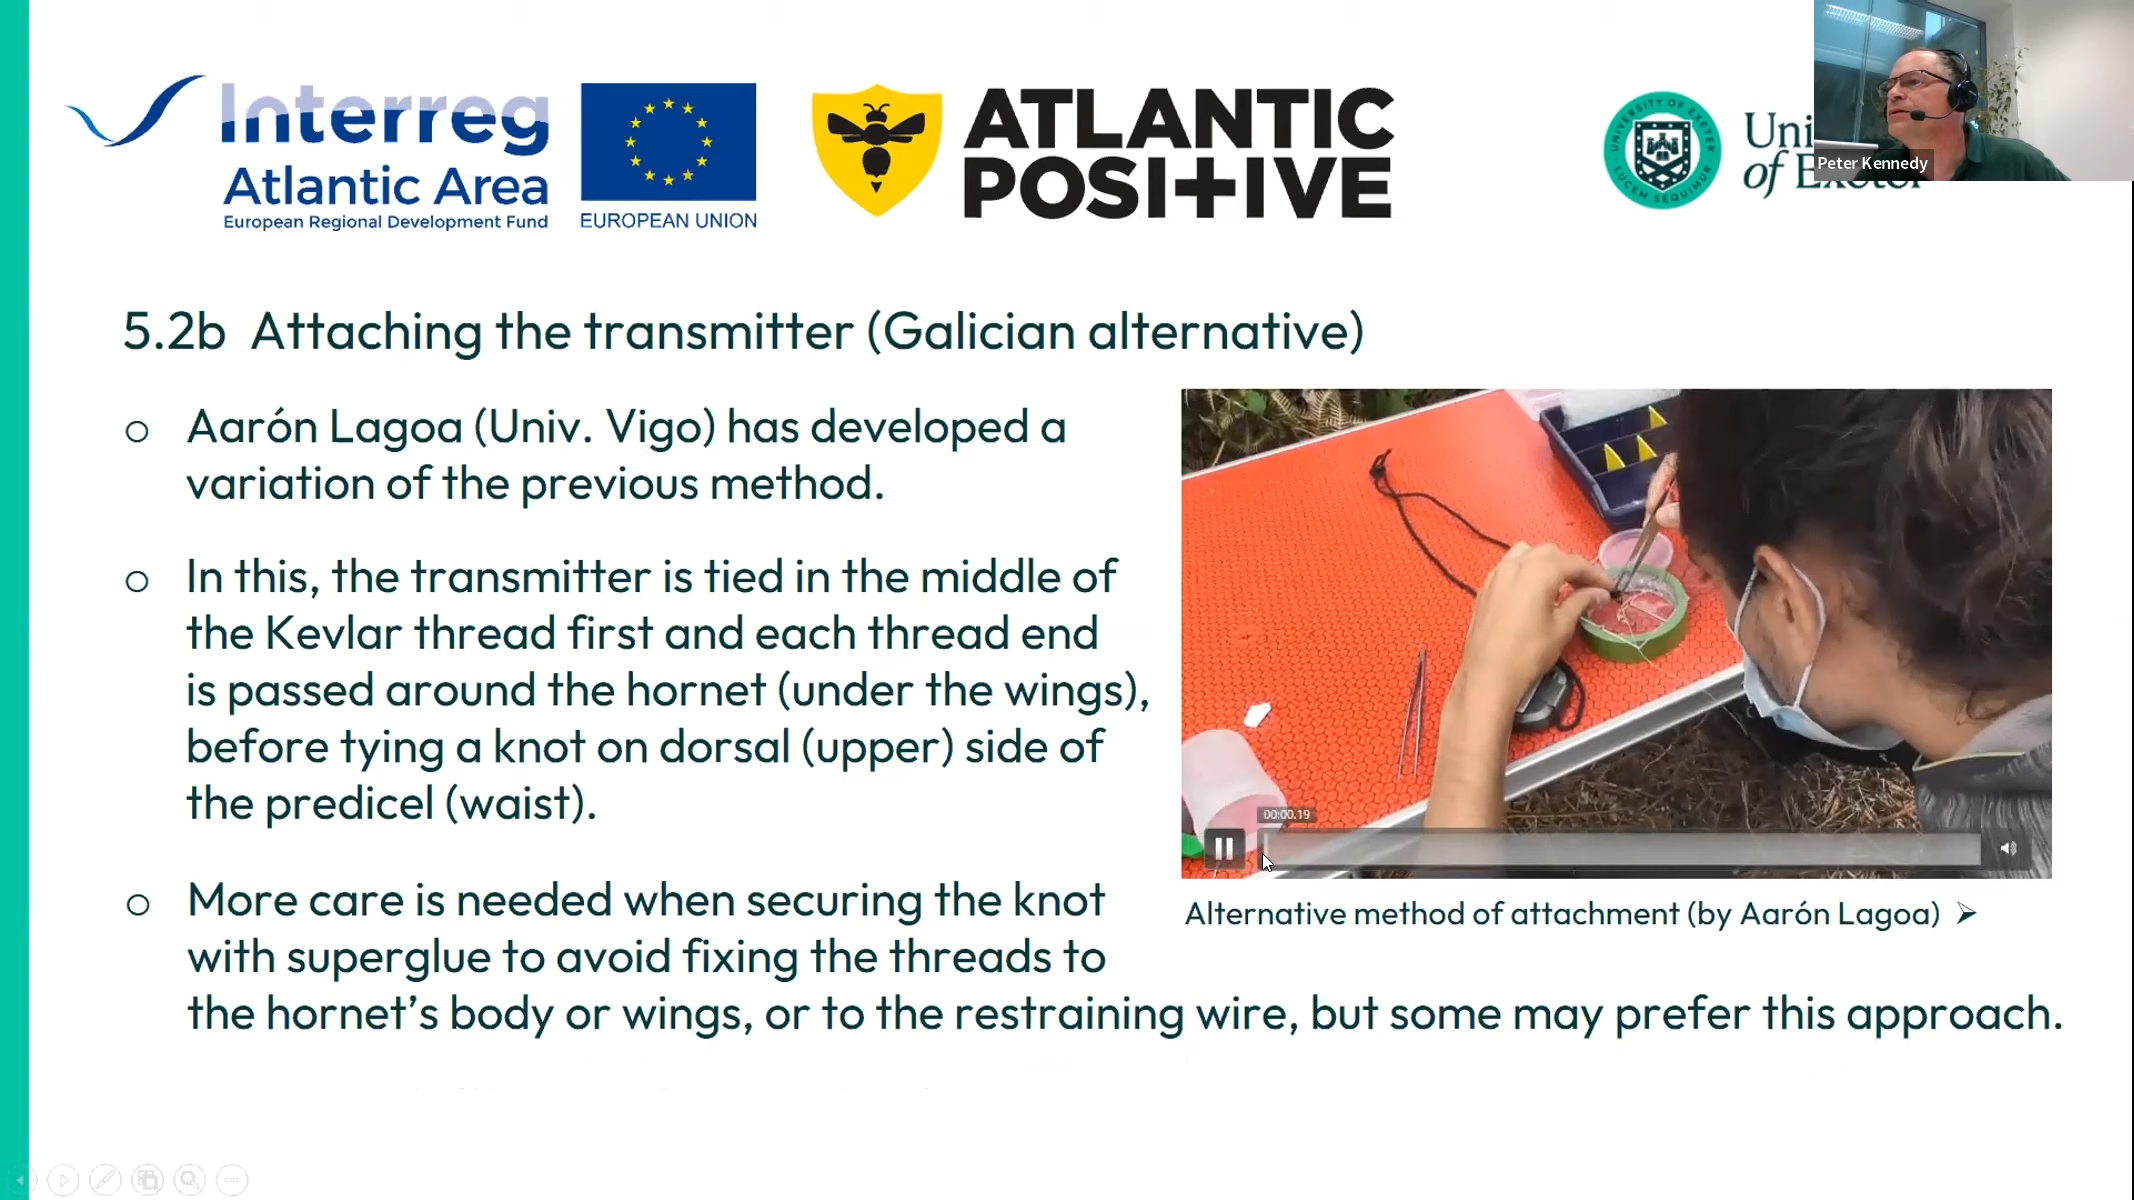 Interreg
Atlantic Area
European Regional Development Fund
EUROPEAN UNION
ATLANTIC
POSI+IVE
UNIVERSITY OF EXETER
LUCEM SEQUIMUR
Uni
of Exeter
Peter Kennedy
5.2b Attaching the transmitter (Galician alternative)
o Aarón Lagoa (Univ. Vigo) has developed a
variation of the previous method.
o In this, the transmitter is tied in the middle of
the Kevlar thread first and each thread end
is passed around the hornet (under the wings),
before tying a knot on dorsal (upper) side of
the predicel (waist).
o More care is needed when securing the knot
with superglue to avoid fixing the threads to
the hornet's body or wings, or to the restraining wire, but some may prefer this approach.
00:00.19
Alternative method of attachment (by Aarón Lagoa) ➢